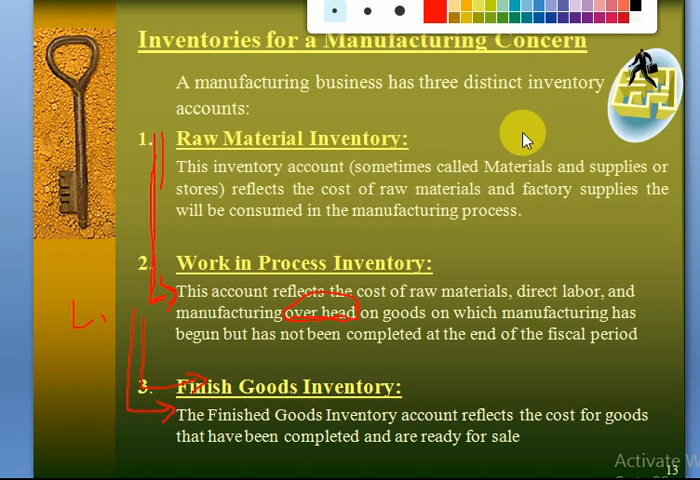 Inventories for a Manufacturing Concern
A manufacturing business has three distinct inventory
accounts:
1. Raw Material Inventory:
This inventory account (sometimes called Materials and supplies or
stores) reflects the cost of raw materials and factory supplies the
will be consumed in the manufacturing process.
2. Work in Process Inventory:
This account reflects the cost of raw materials, direct labor, and
manufacturing over head on goods on which manufacturing has
begun but has not been completed at the end of the fiscal period
3. Finish Goods Inventory:
The Finished Goods Inventory account reflects the cost for goods
that have been completed and are ready for sale
Activate W
13